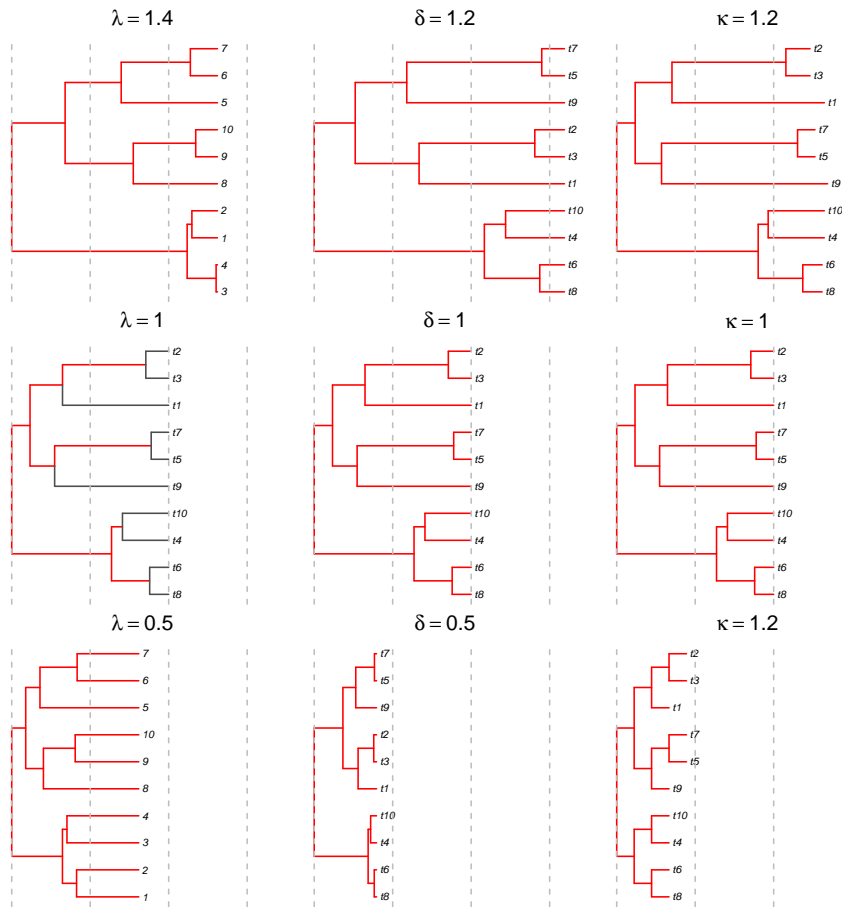 λ = 1.4
7
6
5
10
9
8
2
1
4
3
δ = 1.2
t7
t5
t9
t2
t3
t1
t10
t4
t6
t8
κ = 1.2
t2
t3
t1
t7
t5
t9
t10
t4
t6
t8
λ = 1
t2
t3
t1
t7
t5
t9
t10
t4
t6
t8
δ = 1
t2
t3
t1
t7
t5
t9
t10
t4
t6
t8
κ = 1
t2
t3
t1
t7
t5
t9
t10
t4
t6
t8
λ = 0.5
7
6
5
10
9
8
4
3
2
1
δ = 0.5
t7
t5
t9
t2
t3
t1
t10
t4
t6
t8
κ = 1.2
t2
t3
t1
t7
t5
t9
t10
t4
t6
t8